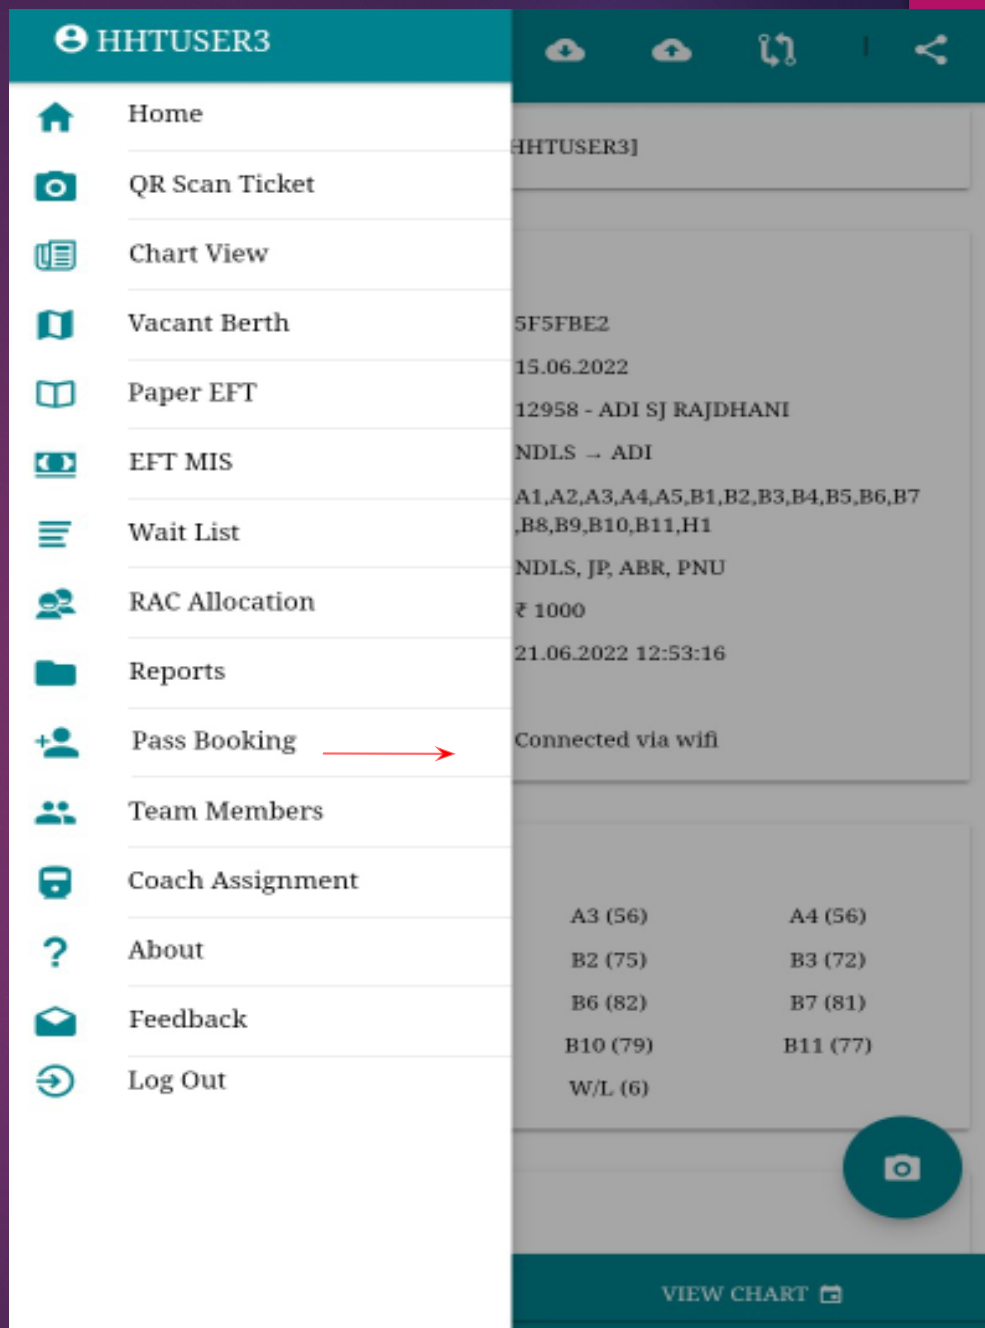 HHTUSER3
Home
QR Scan Ticket
Chart View
Vacant Berth
Paper EFT
EFT MIS
Wait List
RAC Allocation
Reports
Pass Booking
Team Members
Coach Assignment
About
Feedback
Log Out
HHTUSER3]
5F5FBE2
15.06.2022
12958 - ADI SJ RAJDHANI
NDLS → ADI
A1,A2,A3,A4,A5,B1,B2,B3,B4,B5,B6,B7
,B8,B9,B10,B11,H1
NDLS, JP, ABR, PNU
₹ 1000
21.06.2022 12:53:16
Connected via wifi
A3 (56) A4 (56)
B2 (75) B3 (72)
B6 (82) B7 (81)
B10 (79) B11 (77)
W/L (6)
VIEW CHART